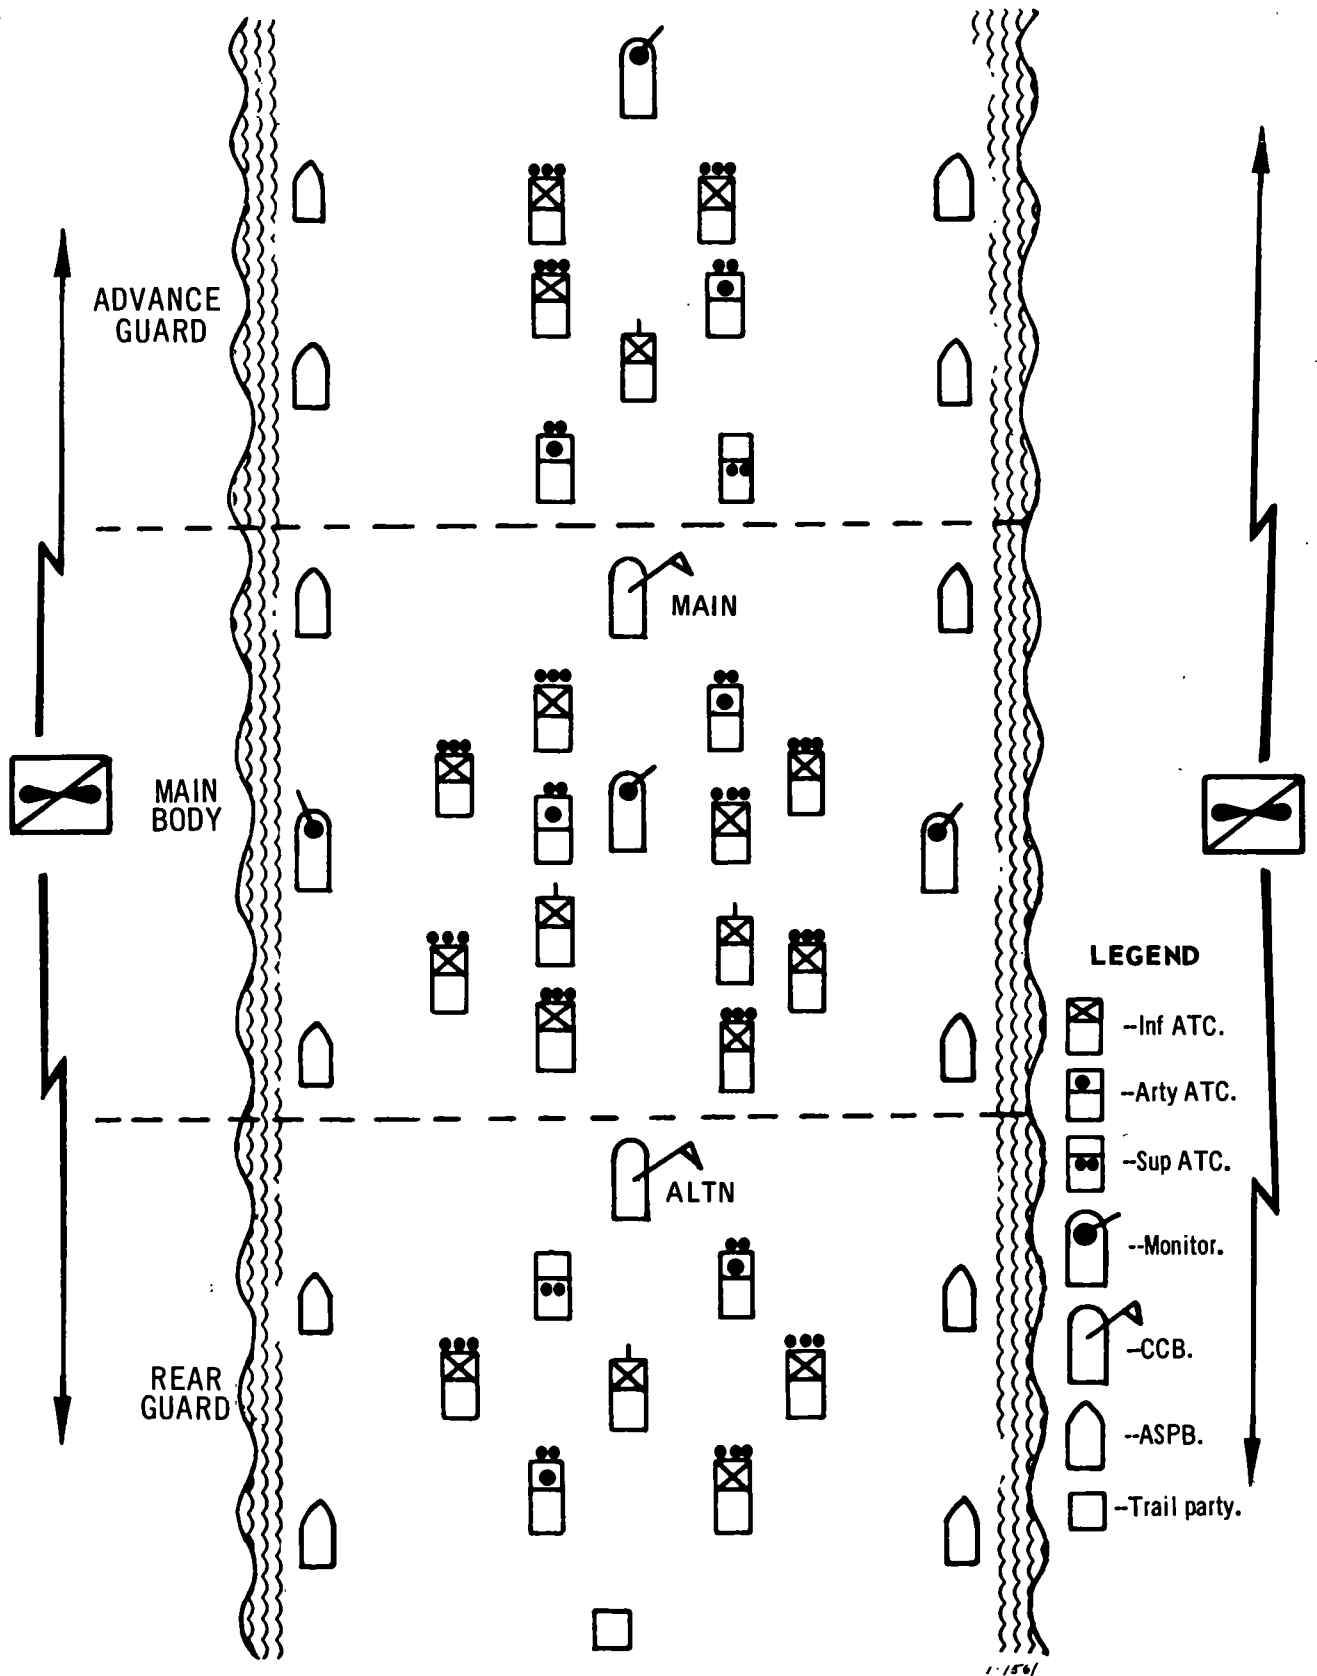 ADVANCE
GUARD
MAIN
MAIN
BODY
LEGEND
--Inf ATC.
--Arty ATC.
--Sup ATC.
ALTN
--Monitor.
--CCB.
REAR
GUARD
--ASPB.
--Trail party.